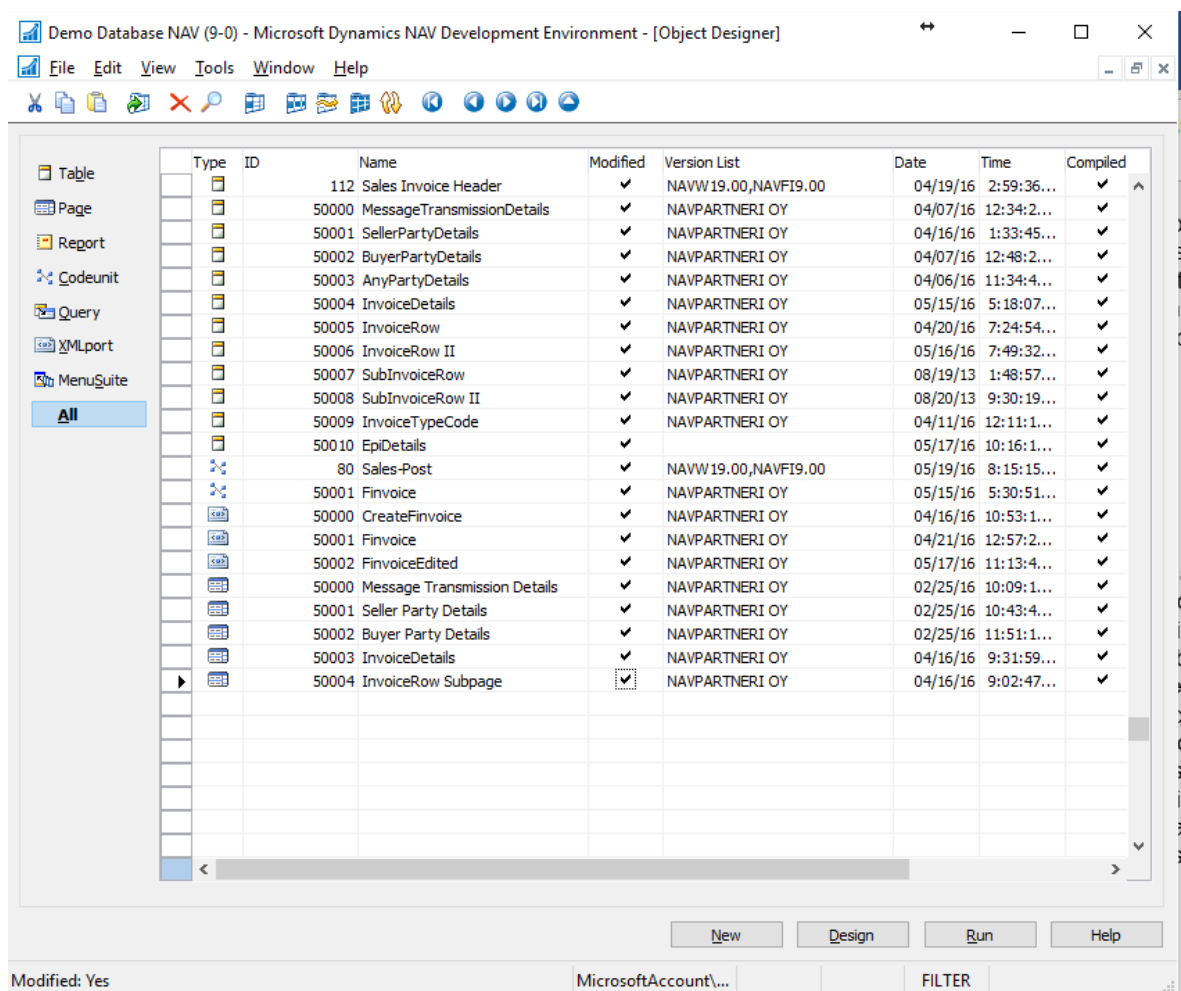 Demo Database NAV (9-0) - Microsoft Dynamics NAV Development Environment - [Object Designer]
File Edit View Tools Window Help
Type ID Name Modified Version List Date Time Compiled
Table
Page
Report
Codeunit
Query
XMLport
MenuSuite
All
112 Sales Invoice Header NAVW19.00,NAVFI9.00 04/19/16 2:59:36...
50000 MessageTransmissionDetails NAVPARTNERI OY 04/07/16 12:34:2...
50001 SellerPartyDetails NAVPARTNERI OY 04/16/16 1:33:45...
50002 BuyerPartyDetails NAVPARTNERI OY 04/07/16 12:48:2...
50003 AnyPartyDetails NAVPARTNERI OY 04/06/16 11:34:4...
50004 InvoiceDetails NAVPARTNERI OY 05/15/16 5:18:07...
50005 InvoiceRow NAVPARTNERI OY 04/20/16 7:24:54...
50006 InvoiceRow II NAVPARTNERI OY 05/16/16 7:49:32...
50007 SubInvoiceRow NAVPARTNERI OY 08/19/13 1:48:57...
50008 SubInvoiceRow II NAVPARTNERI OY 08/20/13 9:30:19...
50009 InvoiceTypeCode NAVPARTNERI OY 04/11/16 12:11:1...
50010 EpiDetails 05/17/16 10:16:1...
80 Sales-Post NAVW19.00,NAVFI9.00 05/19/16 8:15:15...
50001 Finvoice NAVPARTNERI OY 05/15/16 5:30:51...
50000 CreateFinvoice NAVPARTNERI OY 04/16/16 10:53:1...
50001 Finvoice NAVPARTNERI OY 04/21/16 12:57:2...
50002 FinvoiceEdited NAVPARTNERI OY 05/17/16 11:13:4...
50000 Message Transmission Details NAVPARTNERI OY 02/25/16 10:09:1...
50001 Seller Party Details NAVPARTNERI OY 02/25/16 10:43:4...
50002 Buyer Party Details NAVPARTNERI OY 02/25/16 11:51:1...
50003 InvoiceDetails NAVPARTNERI OY 04/16/16 9:31:59...
50004 InvoiceRow Subpage NAVPARTNERI OY 04/16/16 9:02:47...
New Design Run Help
Modified: Yes MicrosoftAccount\... FILTER